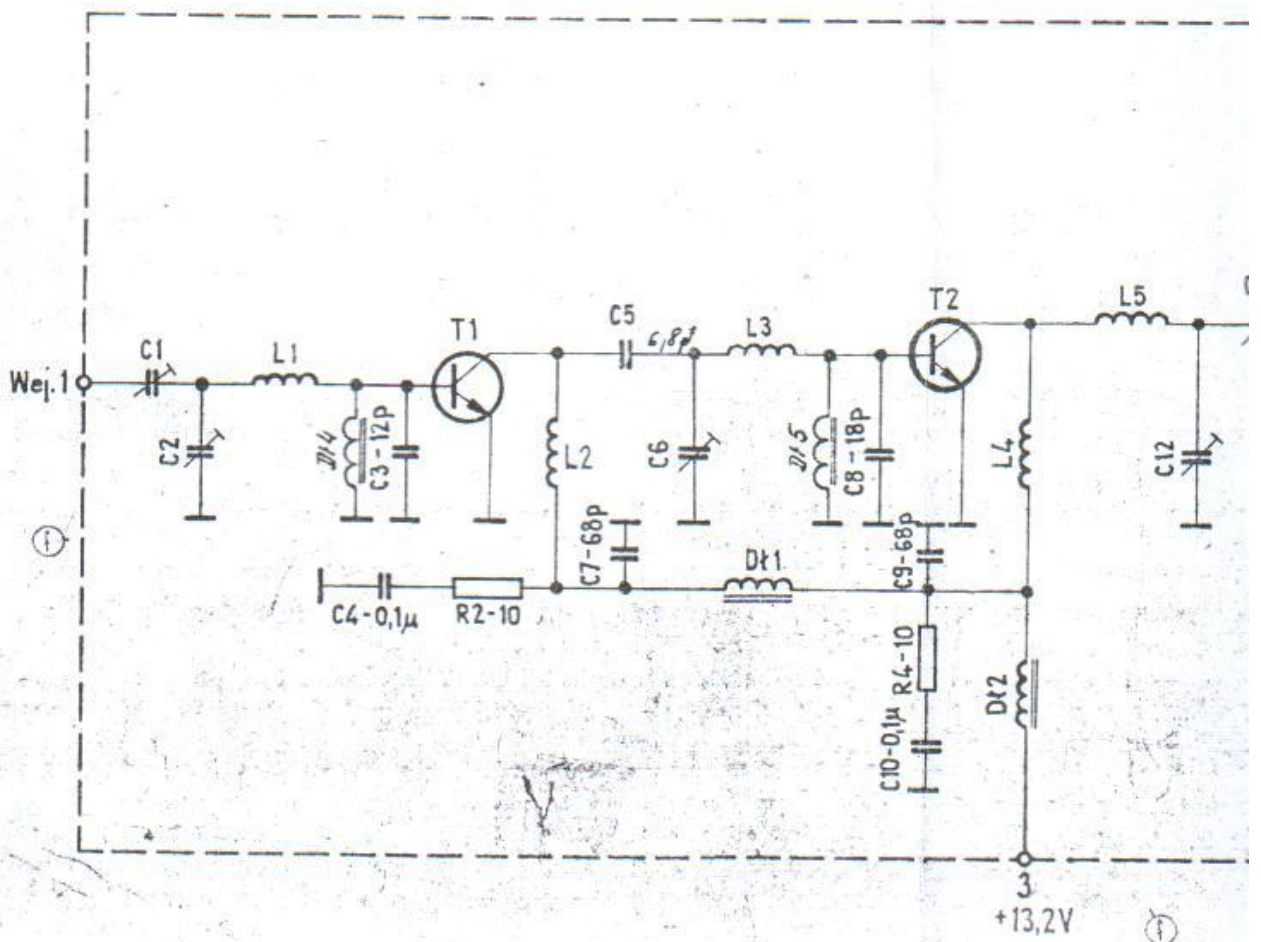 T2
L5
T1
C5
6,8p
L3
C1
L1
Wej.1
C2
Dł4
C3-12p
L2
C6
Dł5
C8-18p
L4
C12
C7-68p
Dł1
C9-68p
C4-0,1µ
R2-10
R4-10
Dł2
C10-0,1µ
3
+13,2V